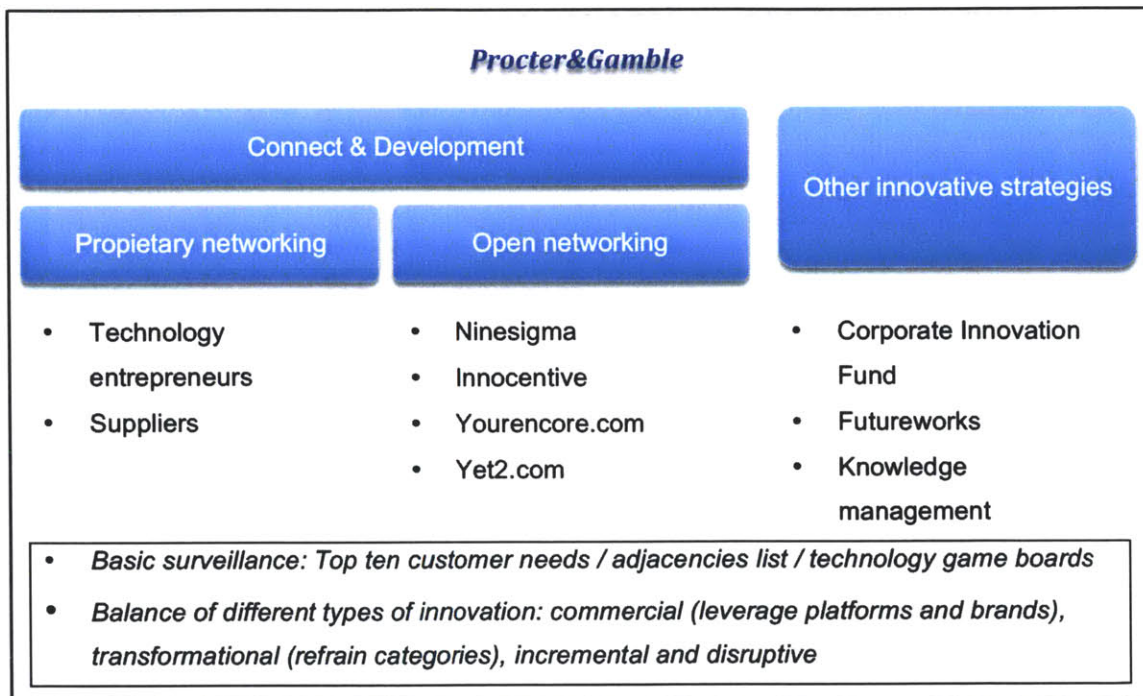 Procter&Gamble
Connect & Development
Other innovative strategies
Propietary networking
Open networking
• Technology
entrepreneurs
• Suppliers
• Ninesigma
• Innocentive
• Yourencore.com
• Yet2.com
• Corporate Innovation
Fund
• Futureworks
• Knowledge
management
• Basic surveillance: Top ten customer needs / adjacencies list / technology game boards
• Balance of different types of innovation: commercial (leverage platforms and brands),
transformational (refrain categories), incremental and disruptive